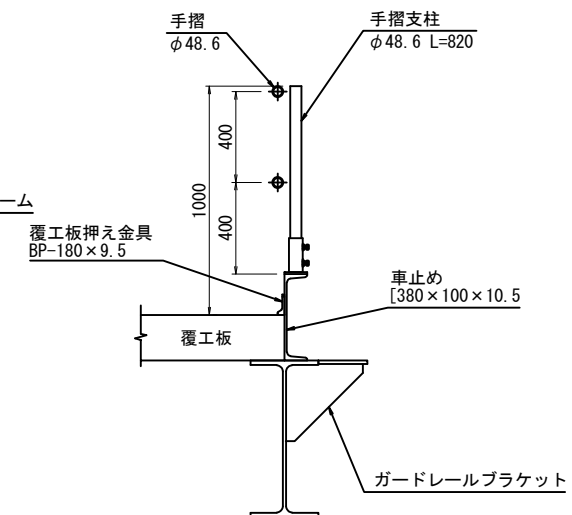 手摺
φ48.6
手摺支柱
φ48.6 L=820
400
1000
400
ーム
覆工板押え金具
BP-180×9.5
車止め
[380×100×10.5
覆工板
ガードレールブラケット